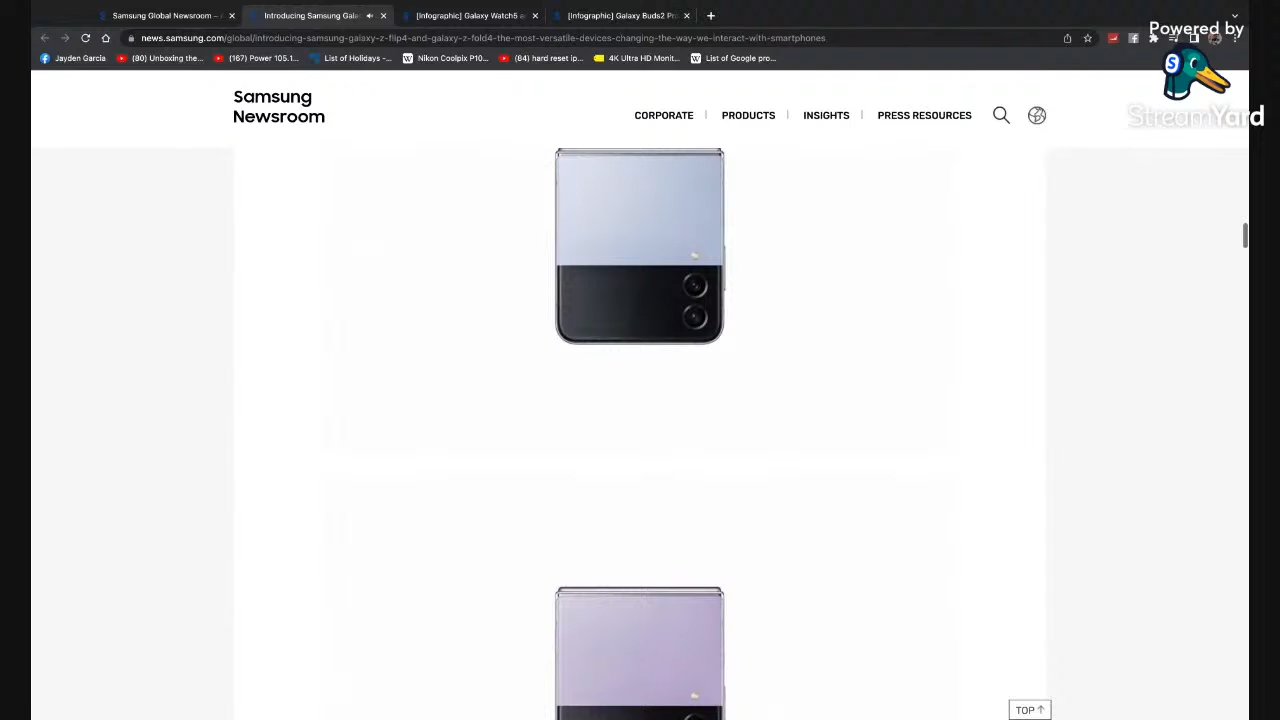 Samsung Global Newsroom –
Introducing Samsung Gala
[Infographic] Galaxy Watch5 a
[Infographic] Galaxy Buds2 Pro
news.samsung.com/global/introducing-samsung-galaxy-z-flip4-and-galaxy-z-fold4-the-most-versatile-devices-changing-the-way-we-interact-with-smartphones
Powered by
StreamYard
Jayden Garcia
(80) Unboxing the...
(167) Power 105.1...
List of Holidays -...
Nikon Coolpix P10...
(84) hard reset ip...
4K Ultra HD Monit...
List of Google pro...
Samsung
Newsroom
CORPORATE
PRODUCTS
INSIGHTS
PRESS RESOURCES
TOP ↑